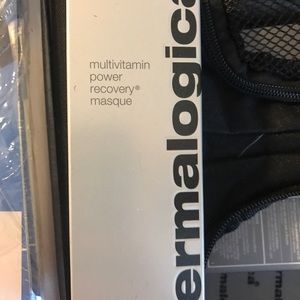 multivitamin
power
recovery®
masque
ermalogica